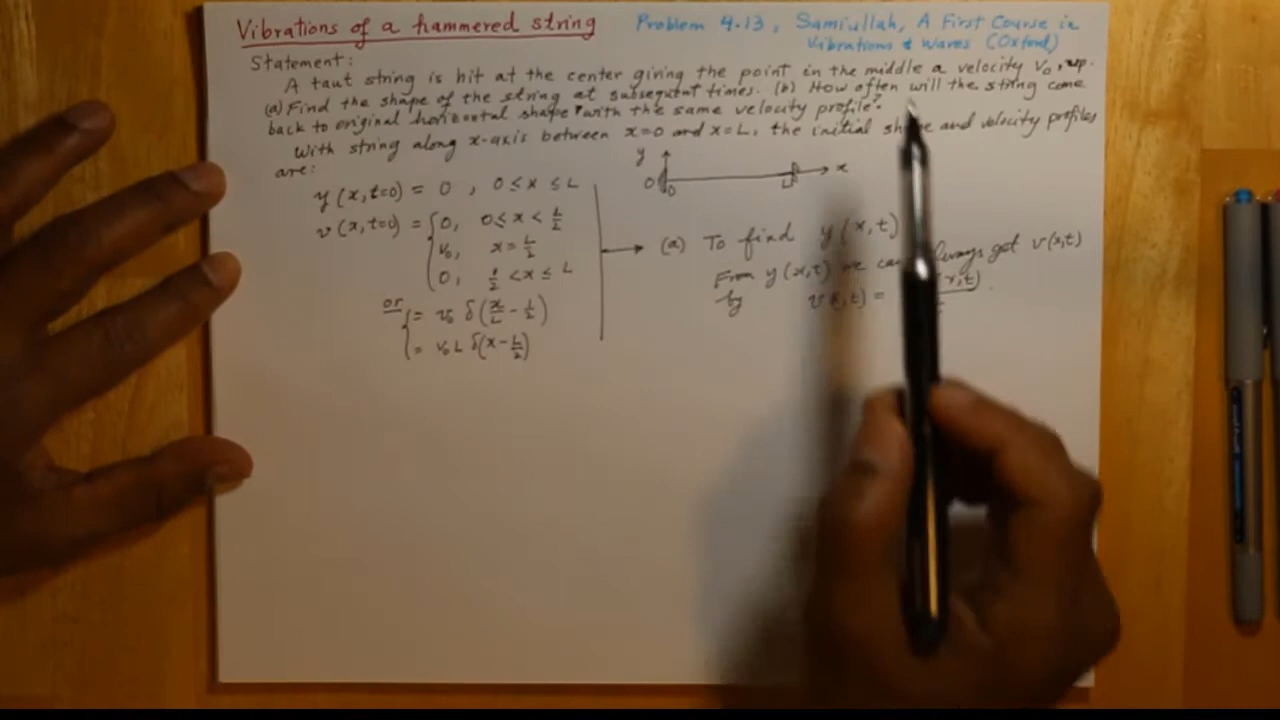 Vibrations of a hammered string
Problem 4.13, Samiullah, A First Course in
Vibrations & Waves (Oxford)
Statement:
A taut string is hit at the center giving the point in the middle a velocity V₀, up.
(a) Find the shape of the string at subsequent times. (b) How often will the string come
back to original horizontal shape with the same velocity profile?
With string along x-axis between x=0 and x=L, the initial shape and velocity profiles
are:
y(x,t=0) = 0, 0≤x≤L
v(x,t=0) = { 0, 0≤x<L/2
v₀, x=L/2
0, L/2<x≤L
or
= v₀ δ(x/L - 1/2)
= v₀L δ(x - L/2)
y
0 0 L x
(a) To find y(x,t)
From y(x,t) we can always get v(x,t)
by v(x,t) =